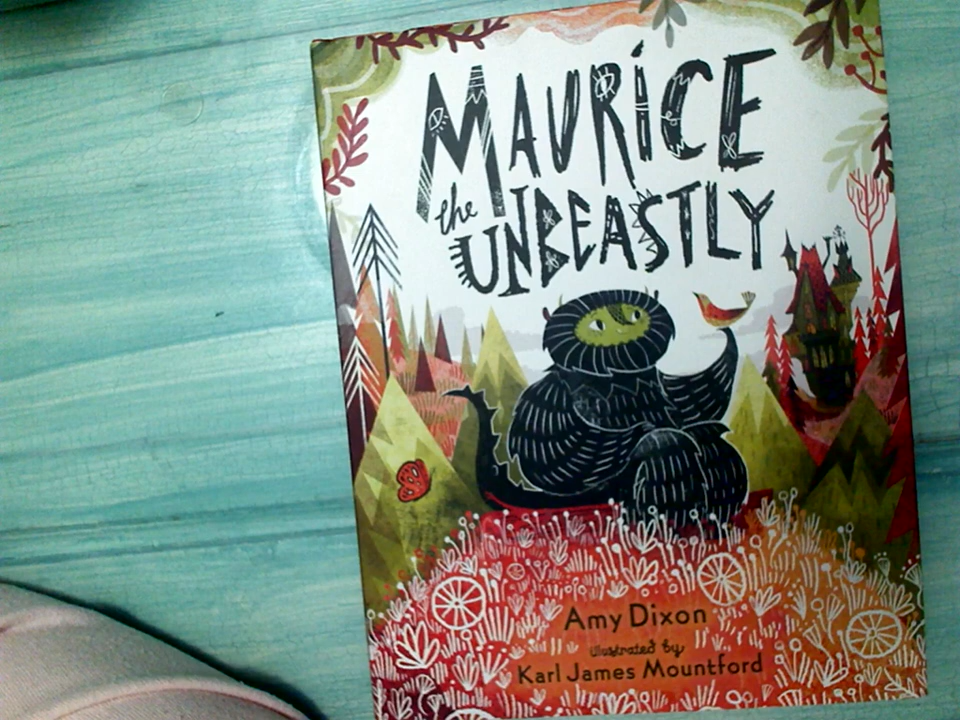 MAURICE
the
UNBEASTLY
Amy Dixon
illustrated by
Karl James Mountford